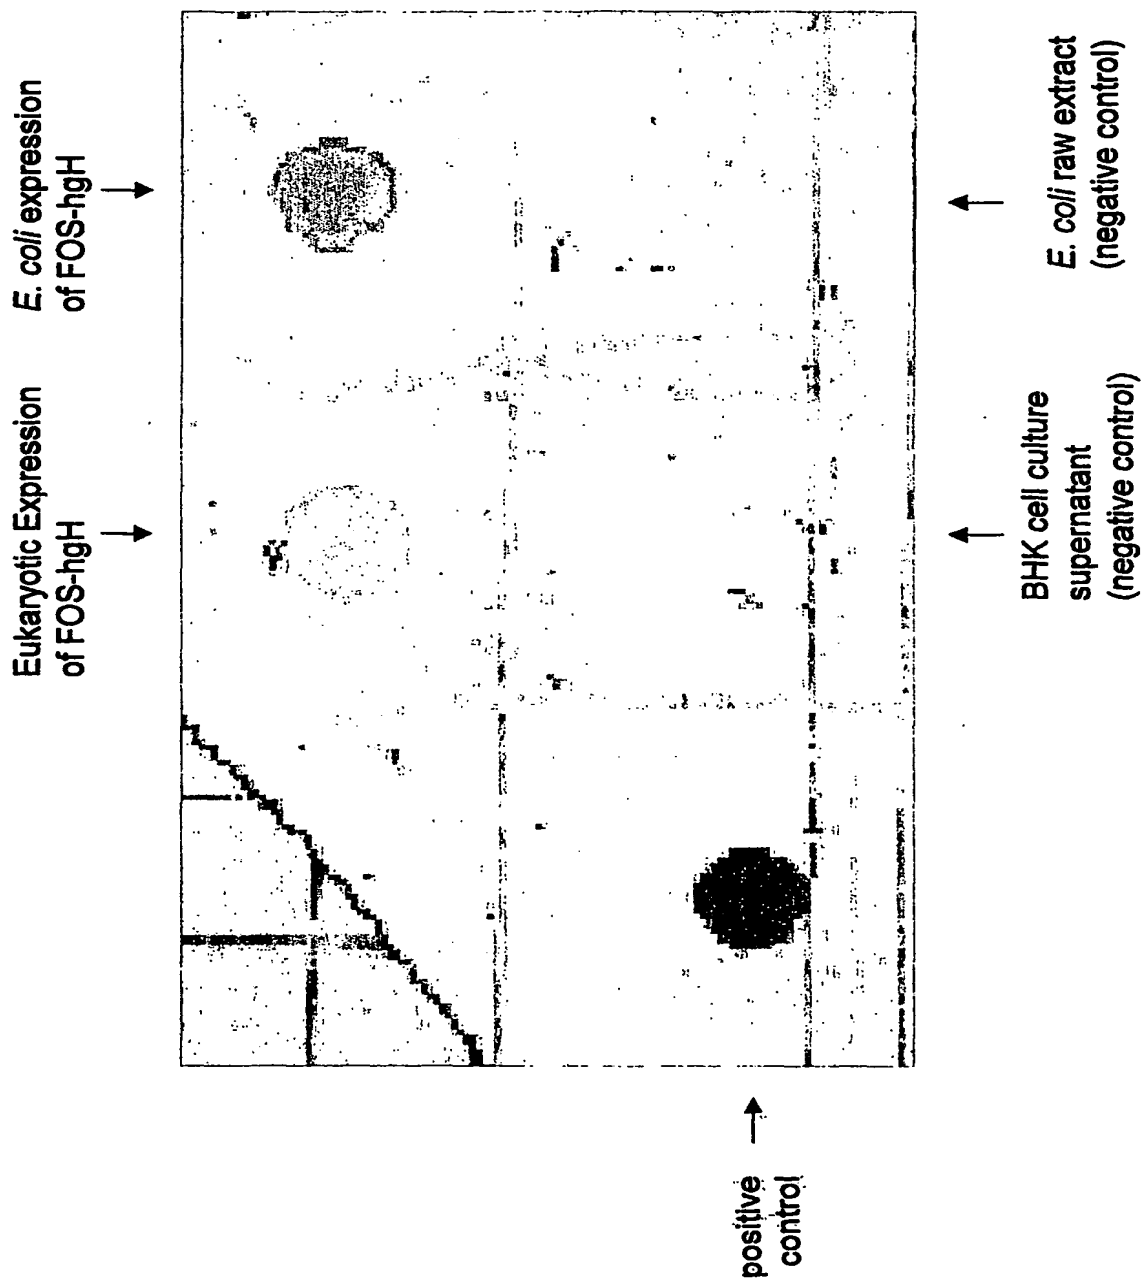 Eukaryotic Expression
of FOS-hgH
E. coli expression
of FOS-hgH
positive
control
BHK cell culture
supernatant
(negative control)
E. coli raw extract
(negative control)